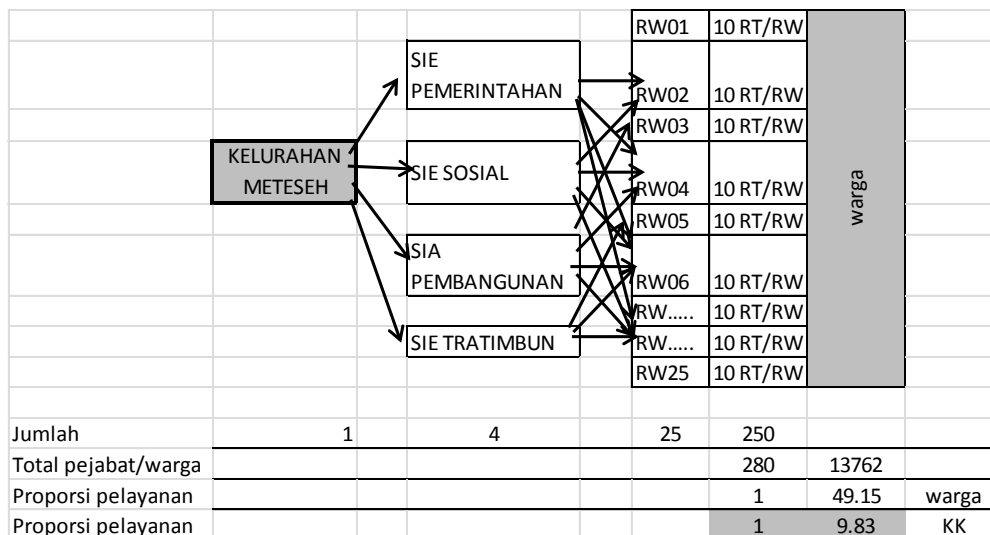 RW01 10 RT/RW
SIE
PEMERINTAHAN
RW02 10 RT/RW
RW03 10 RT/RW
KELURAHAN
METESEH
SIE SOSIAL
RW04 10 RT/RW
warga
RW05 10 RT/RW
SIA
PEMBANGUNAN
RW06 10 RT/RW
RW..... 10 RT/RW
SIE TRATIMBUN
RW..... 10 RT/RW
RW25 10 RT/RW
Jumlah 1 4 25 250
Total pejabat/warga 280 13762
Proporsi pelayanan 1 49.15 warga
Proporsi pelayanan 1 9.83 KK